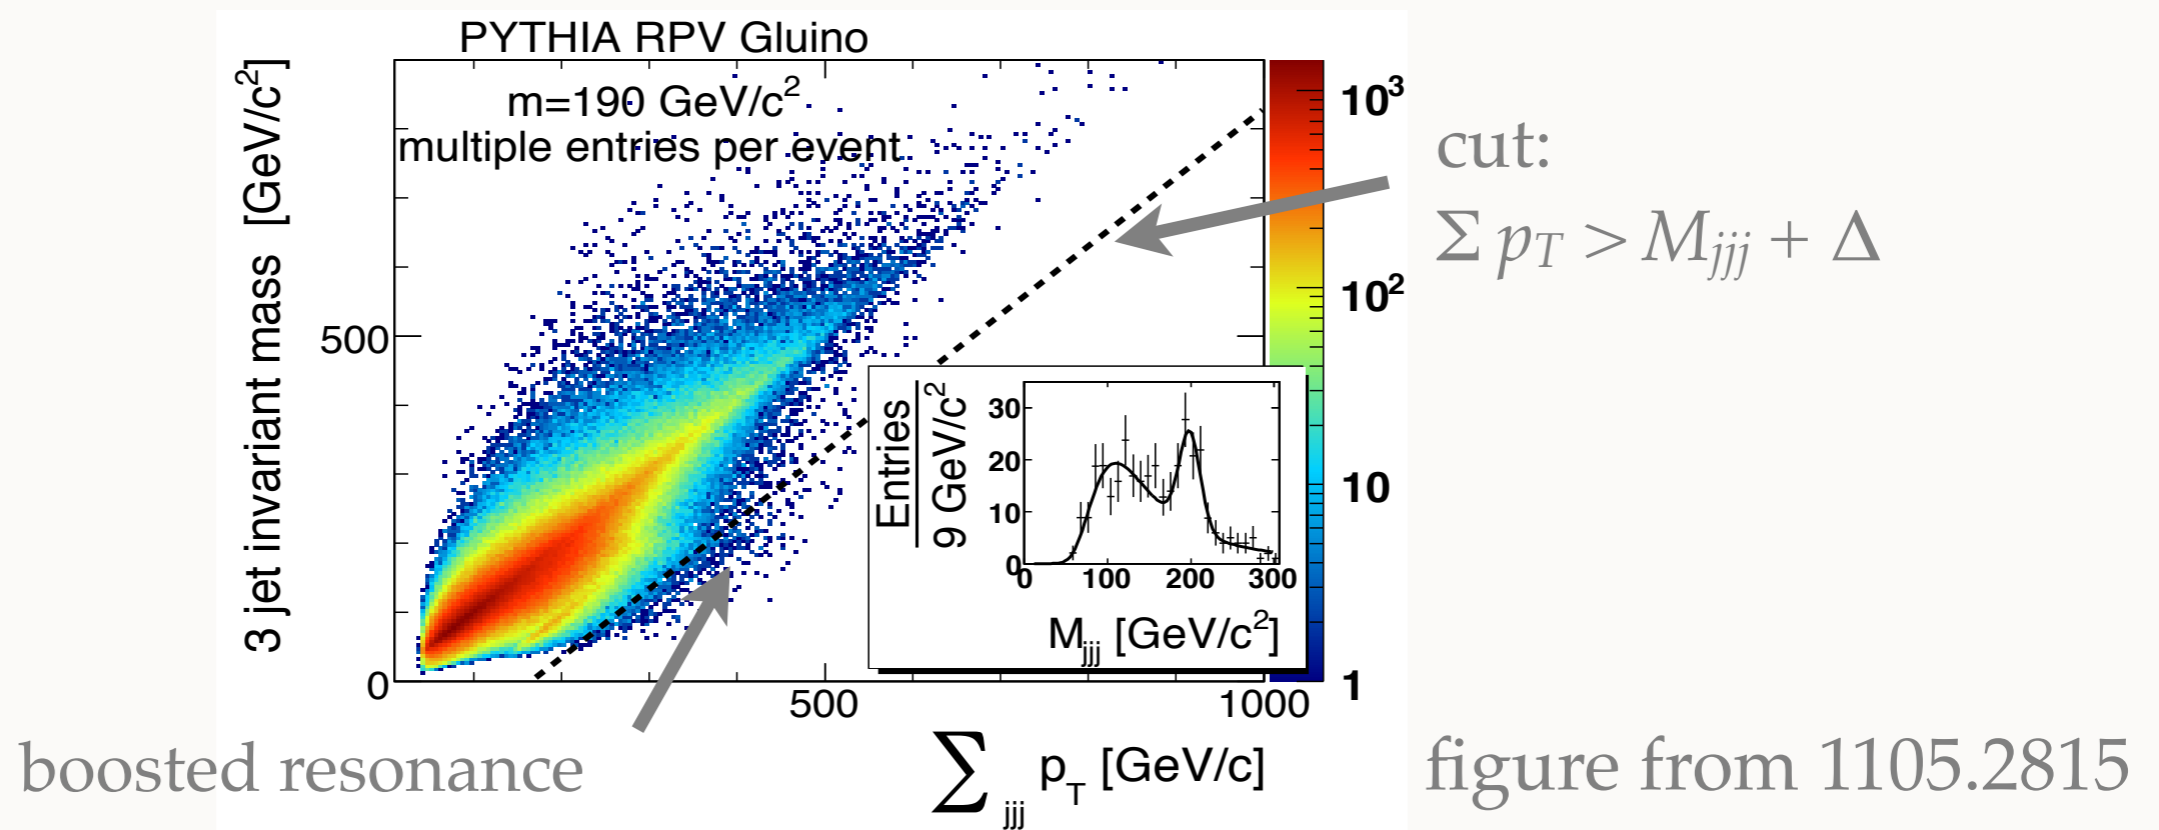 PYTHIA RPV Gluino
m=190 GeV/c²
multiple entries per event
3 jet invariant mass [GeV/c²]
500
0
500
1000
∑jjj pT [GeV/c]
10³
10²
10
1
Entries
9 GeV/c²
30
20
10
0
0 100 200 300
Mjjj [GeV/c²]
cut:
Σ pT > Mjjj + Δ
boosted resonance
figure from 1105.2815